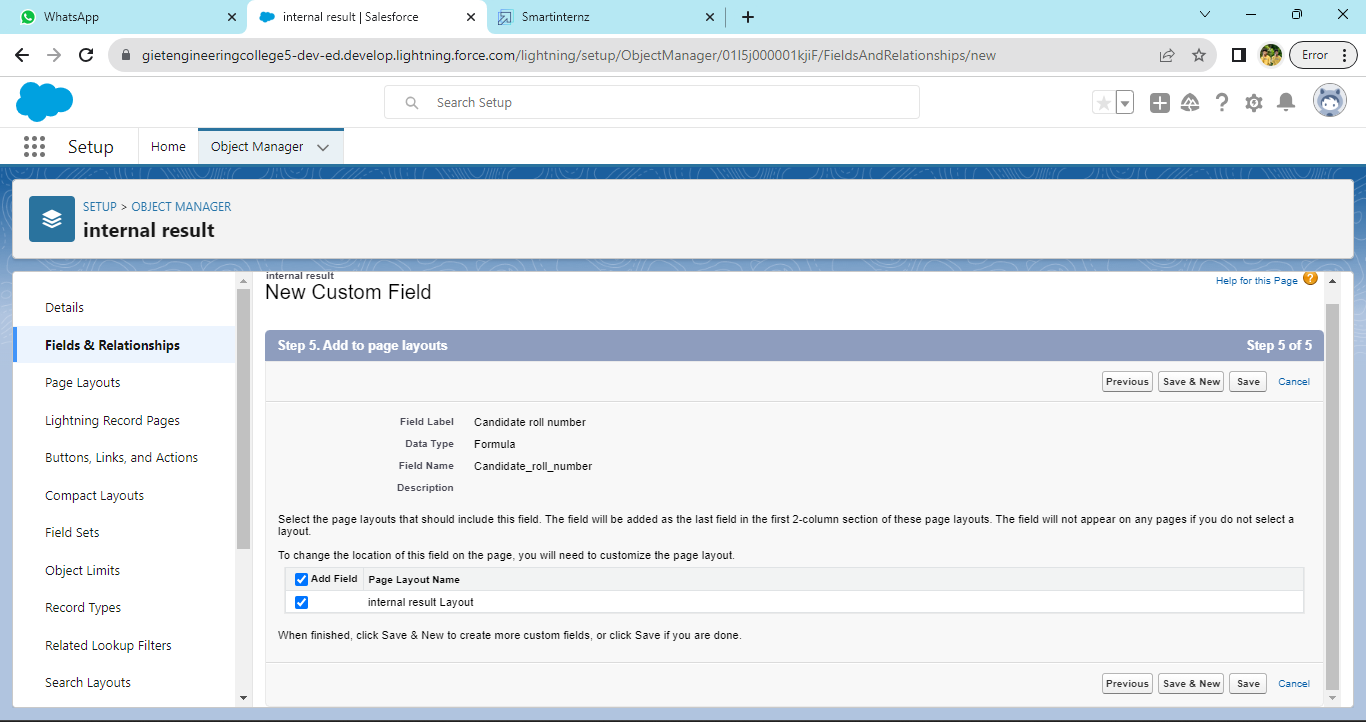 WhatsApp
internal result | Salesforce
Smartinternz
gietengineeringcollege5-dev-ed.develop.lightning.force.com/lightning/setup/ObjectManager/01I5j000001kjiF/FieldsAndRelationships/new
Error
Search Setup
Setup
Home
Object Manager
SETUP > OBJECT MANAGER
internal result
Details
Fields & Relationships
Page Layouts
Lightning Record Pages
Buttons, Links, and Actions
Compact Layouts
Field Sets
Object Limits
Record Types
Related Lookup Filters
Search Layouts
internal result
New Custom Field
Help for this Page ?
Step 5. Add to page layouts Step 5 of 5
Previous Save & New Save Cancel
Field Label Candidate roll number
Data Type Formula
Field Name Candidate_roll_number
Description
Select the page layouts that should include this field. The field will be added as the last field in the first 2-column section of these page layouts. The field will not appear on any pages if you do not select a
layout.
To change the location of this field on the page, you will need to customize the page layout.
Add Field Page Layout Name
internal result Layout
When finished, click Save & New to create more custom fields, or click Save if you are done.
Previous Save & New Save Cancel